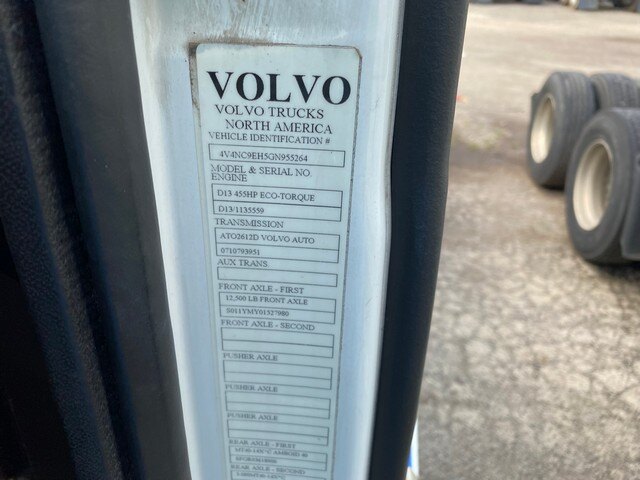 VOLVO
VOLVO TRUCKS
NORTH AMERICA
VEHICLE IDENTIFICATION #
4V4NC9EH5GN955264
MODEL & SERIAL NO.
ENGINE
D13 455HP ECO-TORQUE
D13/1135559
TRANSMISSION
ATO2612D VOLVO AUTO
0710793951
AUX TRANS.
FRONT AXLE - FIRST
12,500 LB FRONT AXLE
S011YMY01527980
FRONT AXLE - SECOND
PUSHER AXLE
PUSHER AXLE
PUSHER AXLE
REAR AXLE - FIRST
REAR AXLE - SECOND